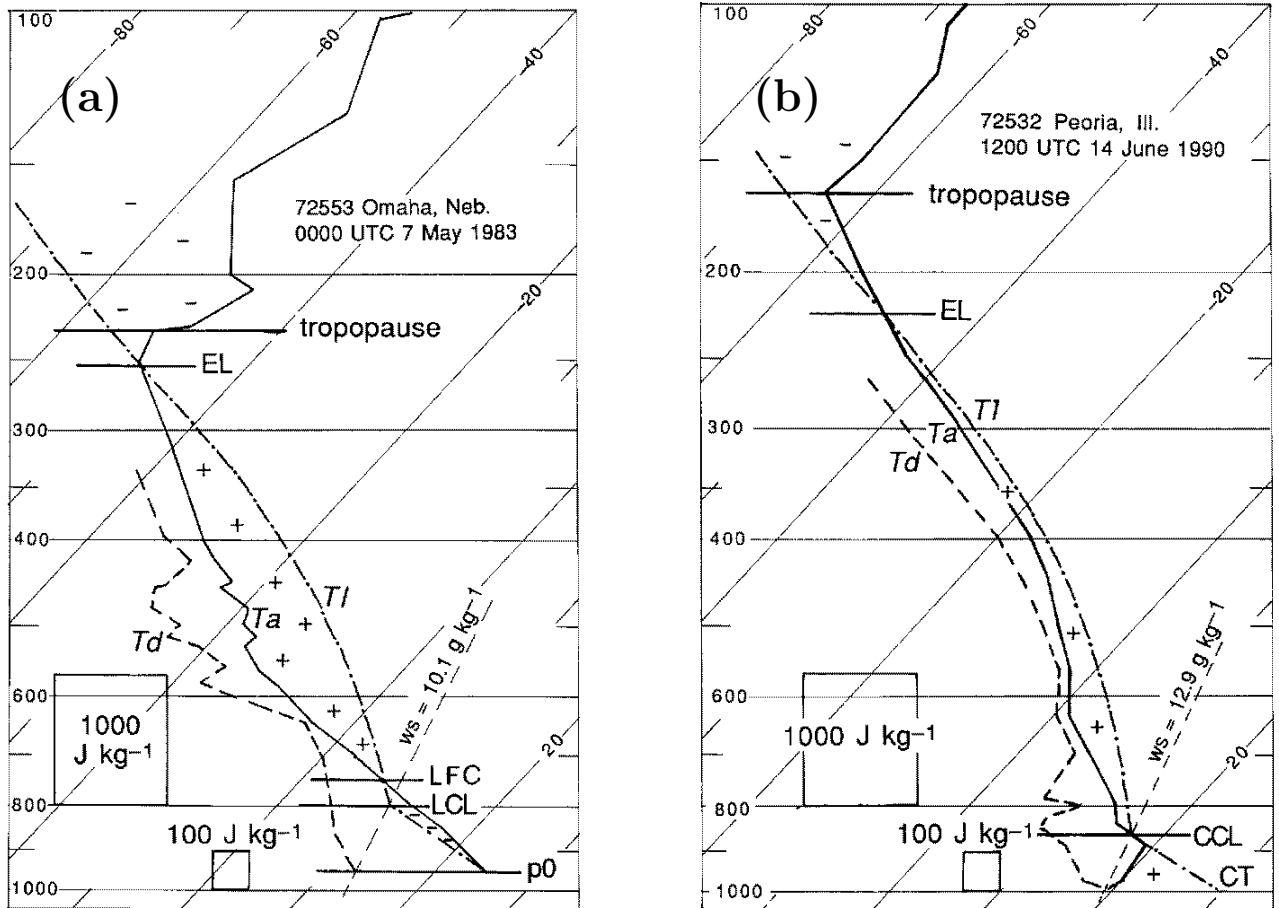 (a)
100
-80
-60
-40
72553 Omaha, Neb.
0000 UTC 7 May 1983
200
-20
tropopause
EL
300
400
Tl
Ta
Td
ws = 10.1 g kg⁻¹
600
1000
J kg⁻¹
20
LFC
800
LCL
100 J kg⁻¹
p0
1000
(b)
100
-80
-60
-40
72532 Peoria, Ill.
1200 UTC 14 June 1990
tropopause
200
-20
EL
Tl
300
Ta
Td
400
ws = 12.9 g kg⁻¹
600
1000 J kg⁻¹
20
800
100 J kg⁻¹
CCL
CT
1000